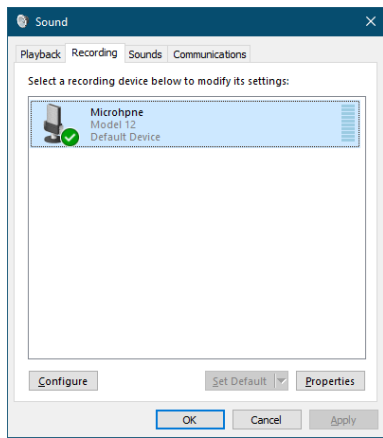 Sound
Playback Recording Sounds Communications
Select a recording device below to modify its settings:
Microhpne
Model 12
Default Device
Configure Set Default Properties
OK Cancel Apply